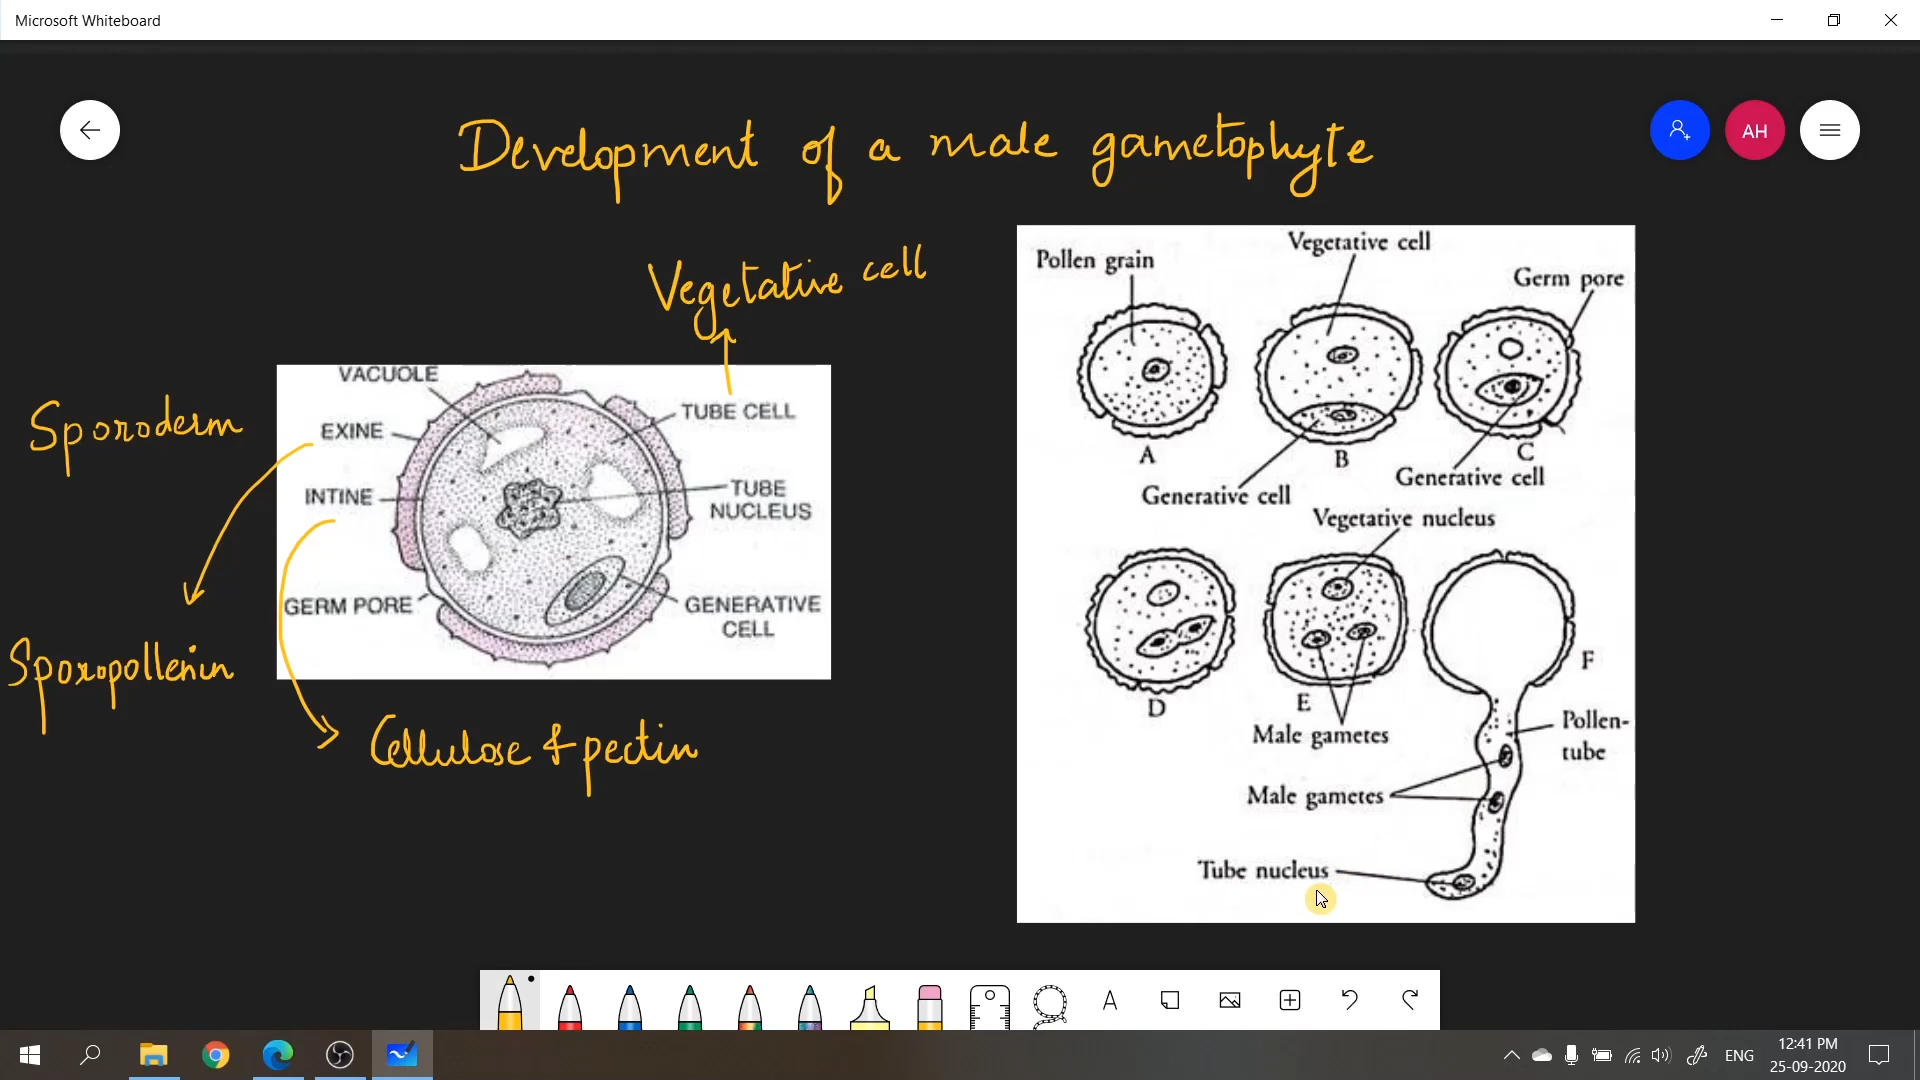 Microsoft Whiteboard
AH
Development of a male gametophyte
Vegetative cell
Sporoderm
Sporopollenin
Cellulose & pectin
VACUOLE
EXINE
INTINE
GERM PORE
TUBE CELL
TUBE
NUCLEUS
GENERATIVE
CELL
Vegetative cell
Pollen grain
Germ pore
A
B
C
Generative cell
Generative cell
Vegetative nucleus
D
E
F
Male gametes
Pollen-
tube
Male gametes
Tube nucleus
A
ENG
12:41 PM
25-09-2020